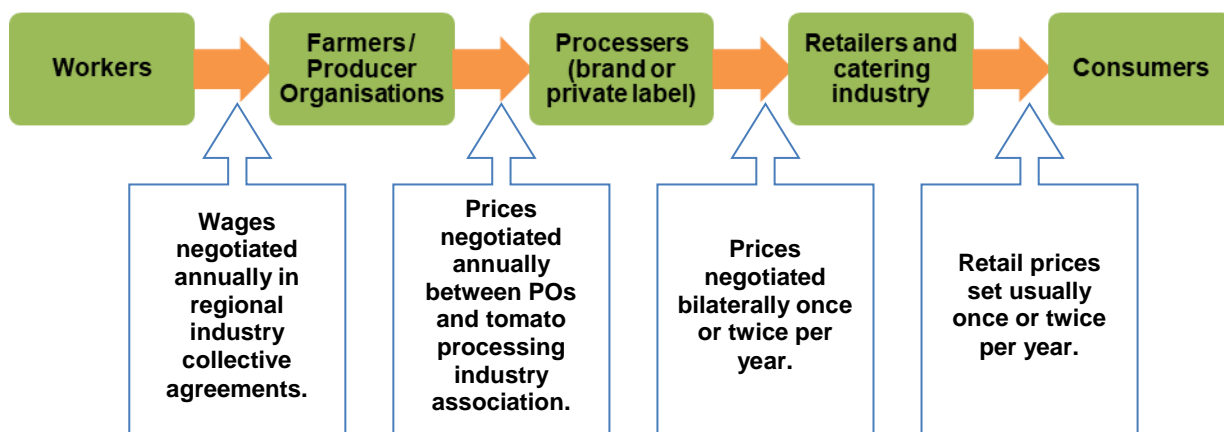 Workers
Farmers /
Producer
Organisations
Processers
(brand or
private label)
Retailers and
catering
industry
Consumers
Wages
negotiated
annually in
regional
industry
collective
agreements.
Prices
negotiated
annually
between POs
and tomato
processing
industry
association.
Prices
negotiated
bilaterally once
or twice per
year.
Retail prices
set usually
once or twice
per year.